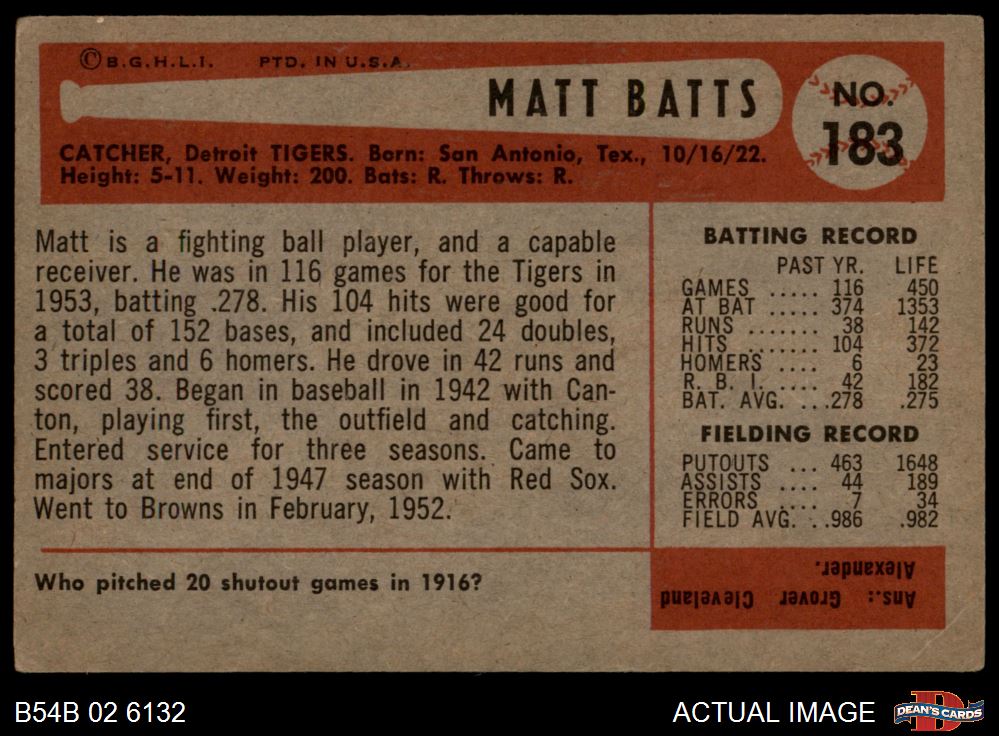 ©B.G.H.L.I. PTD. IN U.S.A.
MATT BATTS
NO.
183
CATCHER, Detroit TIGERS. Born: San Antonio, Tex., 10/16/22.
Height: 5-11. Weight: 200. Bats: R. Throws: R.
Matt is a fighting ball player, and a capable
receiver. He was in 116 games for the Tigers in
1953, batting .278. His 104 hits were good for
a total of 152 bases, and included 24 doubles,
3 triples and 6 homers. He drove in 42 runs and
scored 38. Began in baseball in 1942 with Can-
ton, playing first, the outfield and catching.
Entered service for three seasons. Came to
majors at end of 1947 season with Red Sox.
Went to Browns in February, 1952.
BATTING RECORD
PAST YR. LIFE
GAMES ..... 116 450
AT BAT ..... 374 1353
RUNS ....... 38 142
HITS ....... 104 372
HOMERS .... 6 23
R. B. I. .... 42 182
BAT. AVG. ...278 .275
FIELDING RECORD
PUTOUTS ... 463 1648
ASSISTS .... 44 189
ERRORS .... 7 34
FIELD AVG. ..986 .982
Who pitched 20 shutout games in 1916?
Ans.: Grover Cleveland
Alexander.
B54B 02 6132
ACTUAL IMAGE
DEAN'S CARDS